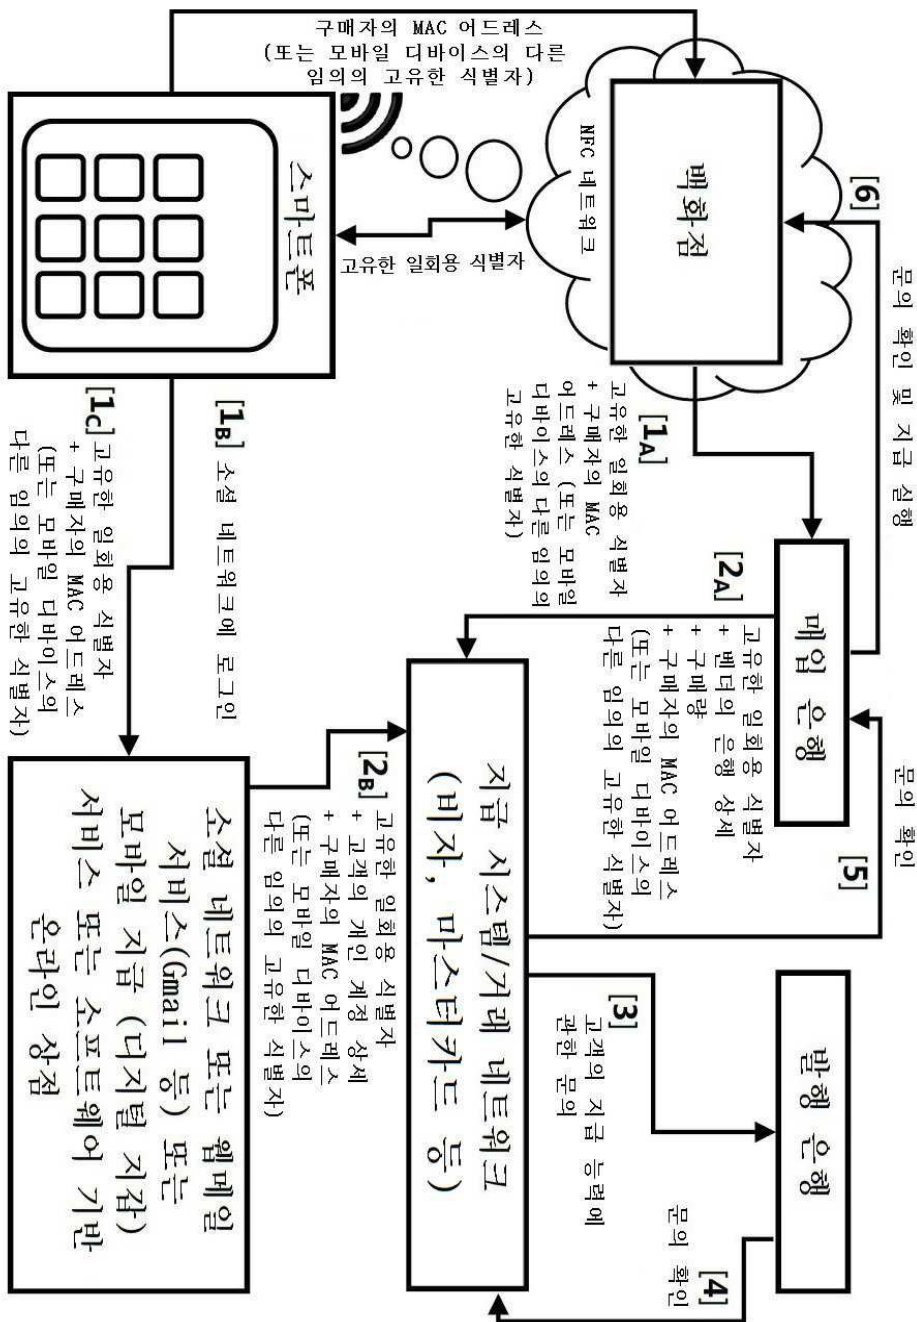 구매자의 MAC 어드레스
(또는 모바일 디바이스의 다른
임의의 고유한 식별자)
스마트폰
고유한 일회용 식별자
NFC 네트워크
백화점
[6]
문의 확인 및 지급 실행
[1A]
고유한 일회용 식별자
+ 구매자의 MAC
어드레스 (또는 모바일
디바이스의 다른 임의의
고유한 식별자)
[1B] 소셜 네트워크에 로그인
[1C] 고유한 일회용 식별자
+ 구매자의 MAC 어드레스
(또는 모바일 디바이스의
다른 임의의 고유한 식별자)
매입 은행
[2A]
고유한 일회용 식별자
+ 벤더의 은행 상세
+ 구매량
+ 구매자의 MAC 어드레스
(또는 모바일 디바이스의
다른 임의의 고유한 식별자)
[5]
문의 확인
지급 시스템/거래 네트워크
(비자, 마스터카드 등)
[2B]
고유한 일회용 식별자
+ 고객의 개인 계정 상세
+ 구매자의 MAC 어드레스
(또는 모바일 디바이스의
다른 임의의 고유한 식별자)
소셜 네트워크 또는 웹메일
서비스(Gmail 등) 또는
모바일 지급 (디지털 지갑)
서비스 또는 소프트웨어 기반
온라인 상점
[3]
고객의 지급 능력에
관한 문의
발행 은행
[4]
문의 확인